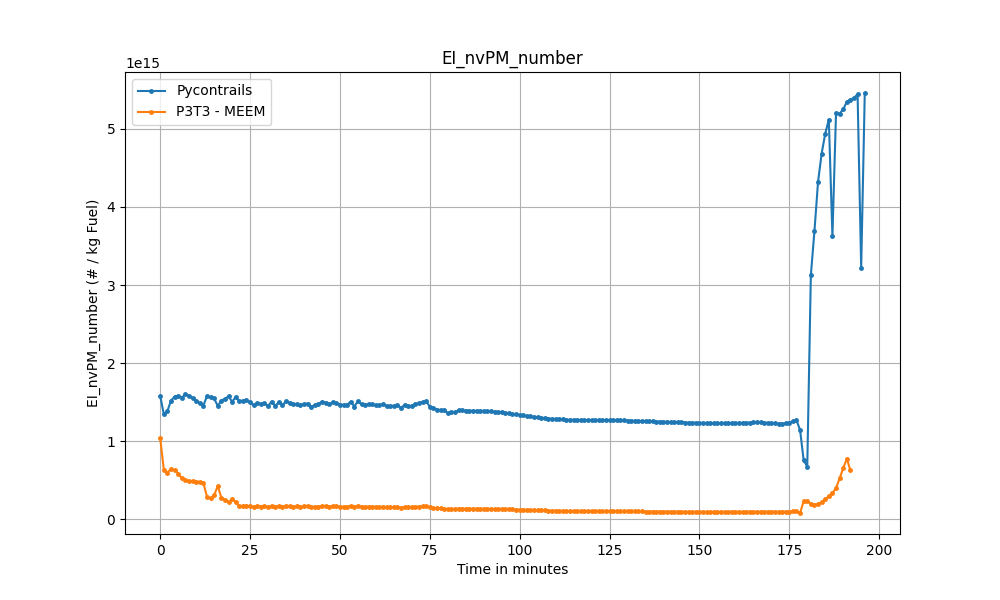 EI_nvPM_number
1e15
Pycontrails
P3T3 - MEEM
EI_nvPM_number (# / kg Fuel)
5
4
3
2
1
0
0 25 50 75 100 125 150 175 200
Time in minutes